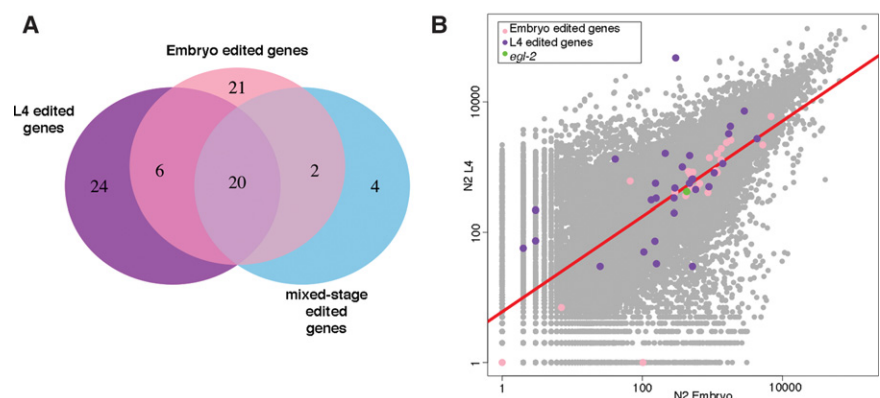 A
Embryo edited genes
L4 edited
genes
21
24
6
20
2
4
mixed-stage
edited
genes
B
Embryo edited genes
L4 edited genes
egl-2
N2 L4
10000
100
1
1
100
10000
N2 Embryo